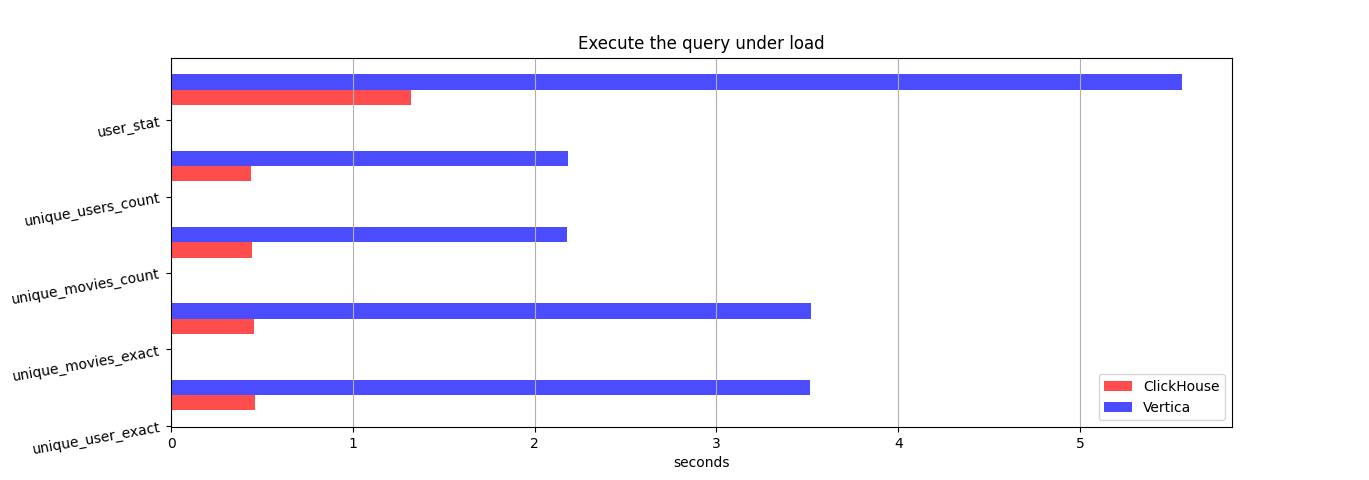 Execute the query under load
user_stat
unique_users_count
unique_movies_count
unique_movies_exact
unique_user_exact
0 1 2 3 4 5
seconds
ClickHouse
Vertica